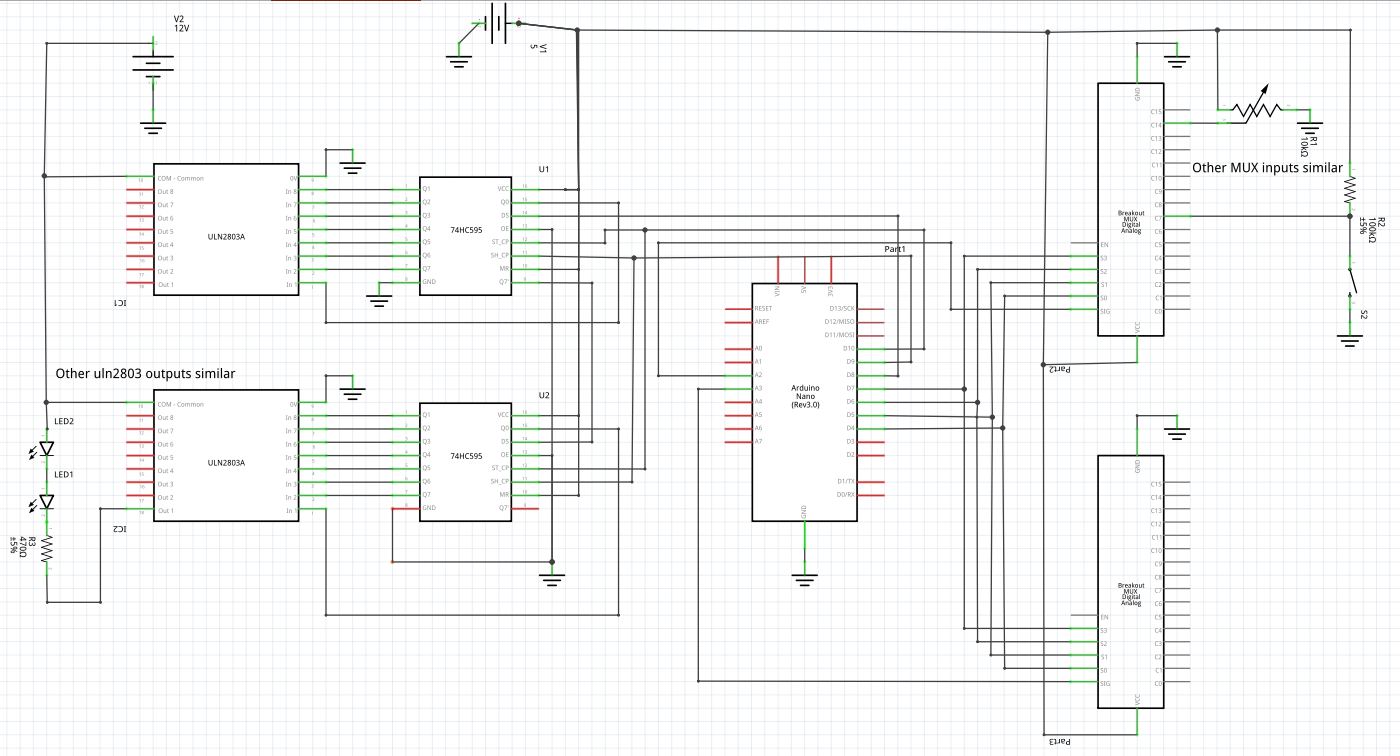 V2
12V
V1
5
COM - Common
Out 8
Out 7
Out 6
Out 5
Out 4
Out 3
Out 2
Out 1
ULN2803A
0V
In 8
In 7
In 6
In 5
In 4
In 3
In 2
In 1
IC1
U1
Q1
Q2
Q3
Q4
Q5
Q6
Q7
GND
74HC595
VCC
Q0
DS
OE
ST_CP
SH_CP
MR
Q7'
Other uln2803 outputs similar
LED2
LED1
R3
470Ω
±5%
COM - Common
Out 8
Out 7
Out 6
Out 5
Out 4
Out 3
Out 2
Out 1
ULN2803A
0V
In 8
In 7
In 6
In 5
In 4
In 3
In 2
In 1
IC2
U2
Q1
Q2
Q3
Q4
Q5
Q6
Q7
GND
74HC595
VCC
Q0
DS
OE
ST_CP
SH_CP
MR
Q7'
Part1
VIN
5V
3V3
RESET
AREF
A0
A1
A2
A3
A4
A5
A6
A7
Arduino
Nano
(Rev3.0)
D13/SCK
D12/MISO
D11/MOSI
D10
D9
D8
D7
D6
D5
D4
D3
D2
D1/TX
D0/RX
GND
GND
C15
C14
C13
C12
C11
C10
C9
C8
C7
C6
C5
C4
C3
C2
C1
C0
Breakout
MUX
Digital
Analog
EN
S3
S2
S1
S0
SIG
VCC
Part2
R1
10kΩ
Other MUX inputs similar
R2
100kΩ
±5%
S2
GND
C15
C14
C13
C12
C11
C10
C9
C8
C7
C6
C5
C4
C3
C2
C1
C0
Breakout
MUX
Digital
Analog
EN
S3
S2
S1
S0
SIG
VCC
Part3